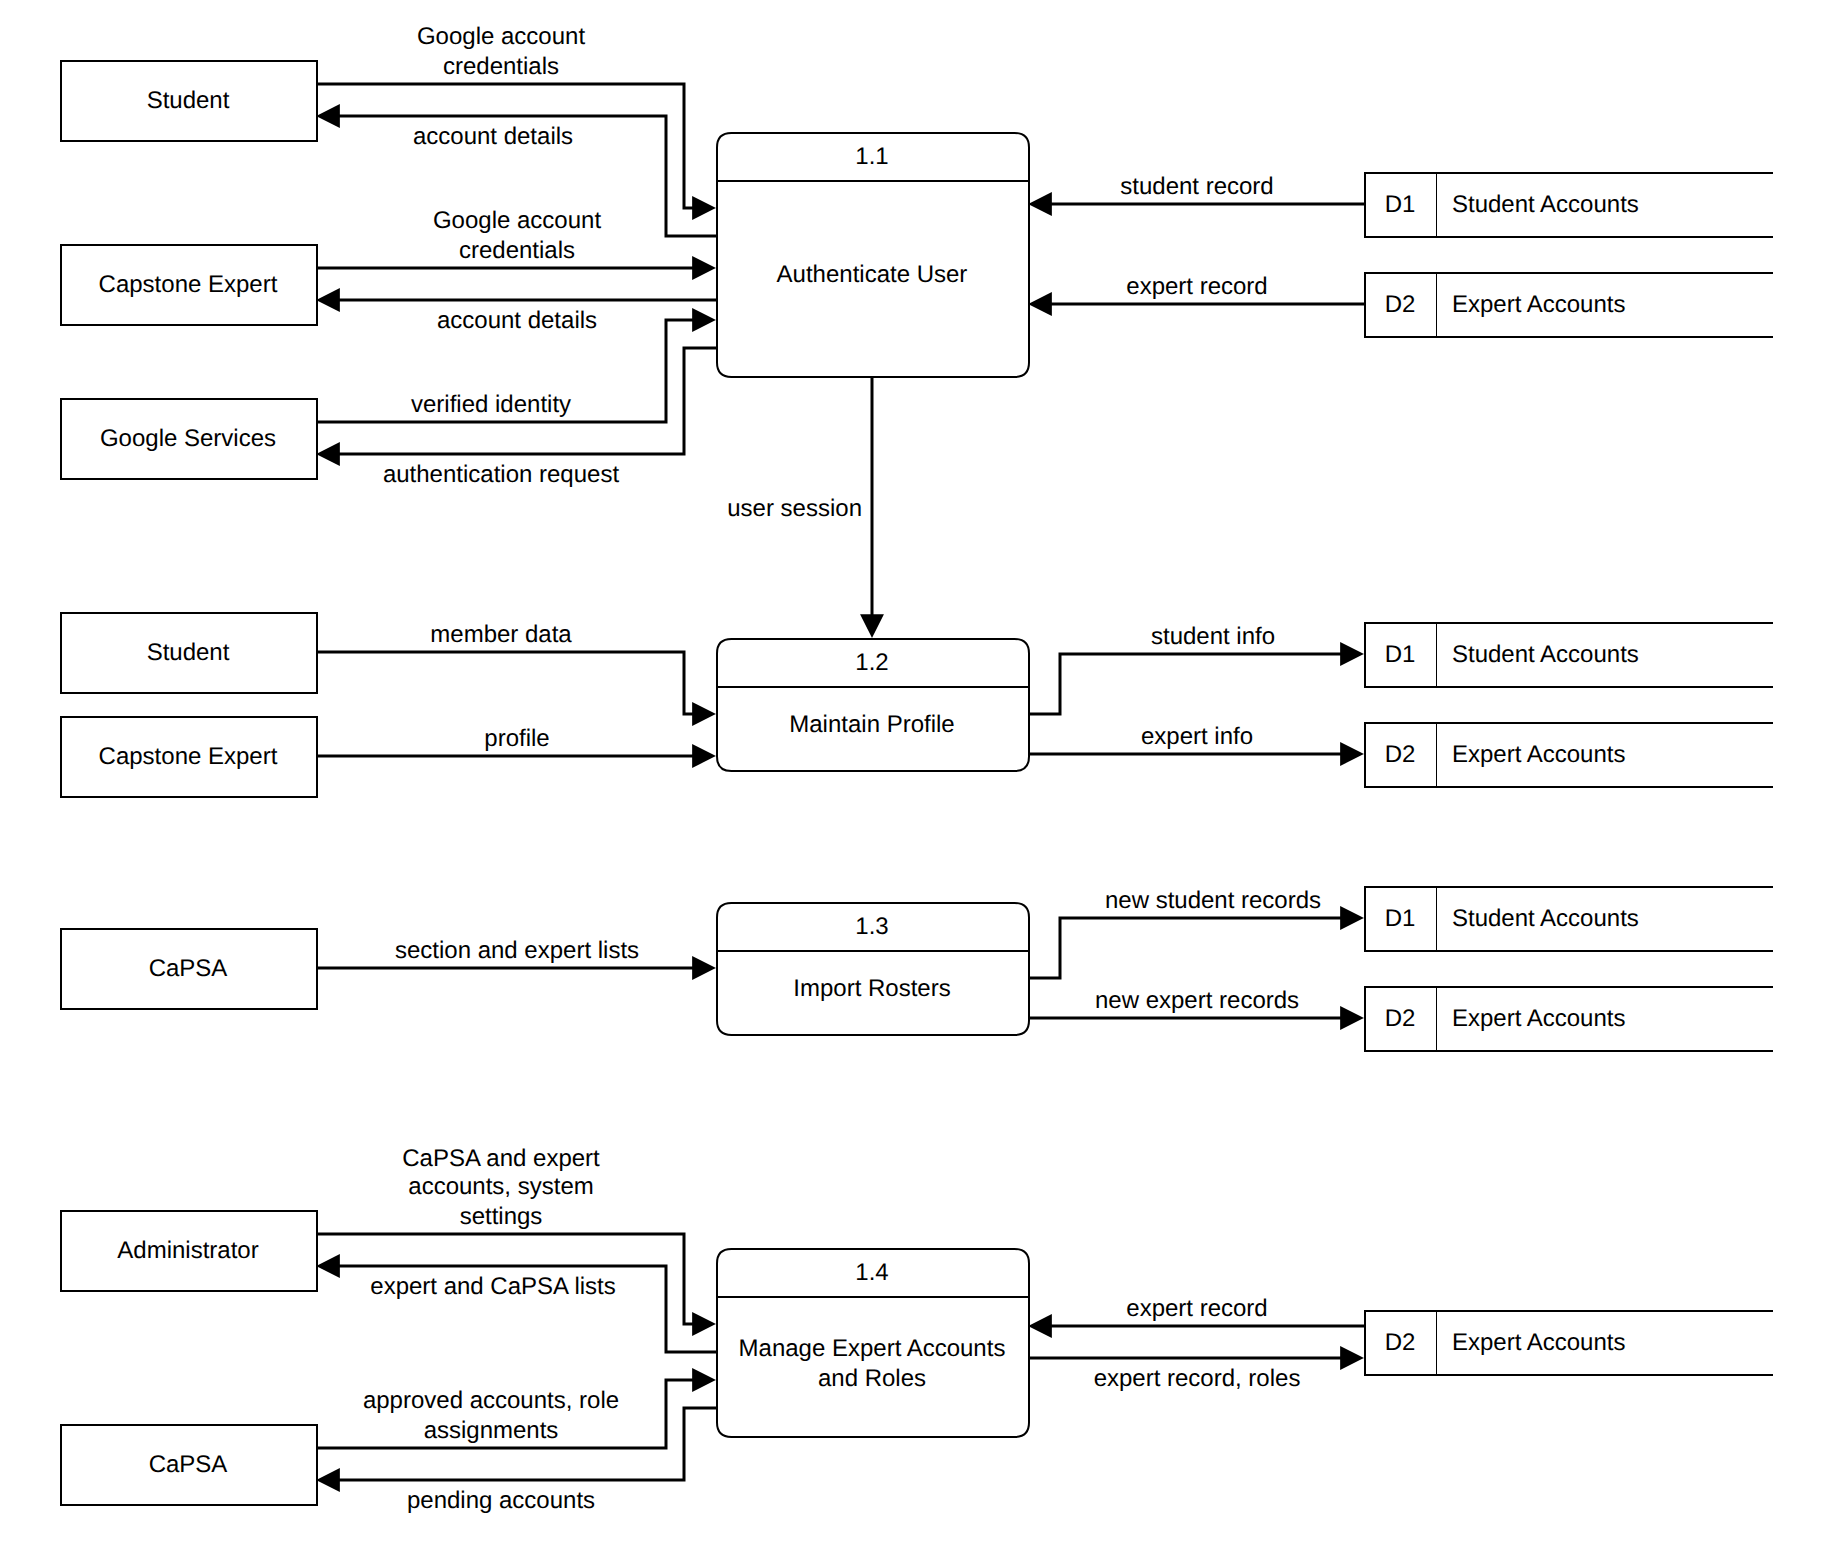 Google account
credentials
Student
account details
1.1
Authenticate User
student record
D1
Student Accounts
Google account
credentials
Capstone Expert
account details
expert record
D2
Expert Accounts
verified identity
Google Services
authentication request
user session
Student
member data
1.2
Maintain Profile
student info
D1
Student Accounts
Capstone Expert
profile
expert info
D2
Expert Accounts
CaPSA
section and expert lists
1.3
Import Rosters
new student records
D1
Student Accounts
new expert records
D2
Expert Accounts
CaPSA and expert
accounts, system
settings
Administrator
expert and CaPSA lists
1.4
Manage Expert Accounts
and Roles
expert record
D2
Expert Accounts
expert record, roles
approved accounts, role
assignments
CaPSA
pending accounts